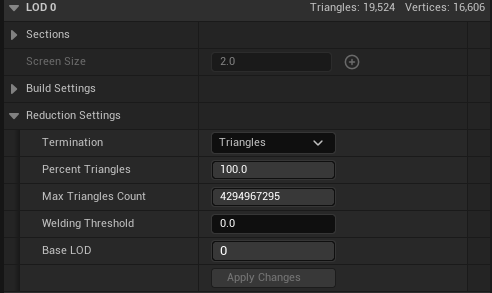 LOD 0 Triangles: 19,524 Vertices: 16,606
Sections
Screen Size 2.0
Build Settings
Reduction Settings
Termination Triangles
Percent Triangles 100.0
Max Triangles Count 4294967295
Welding Threshold 0.0
Base LOD 0
Apply Changes